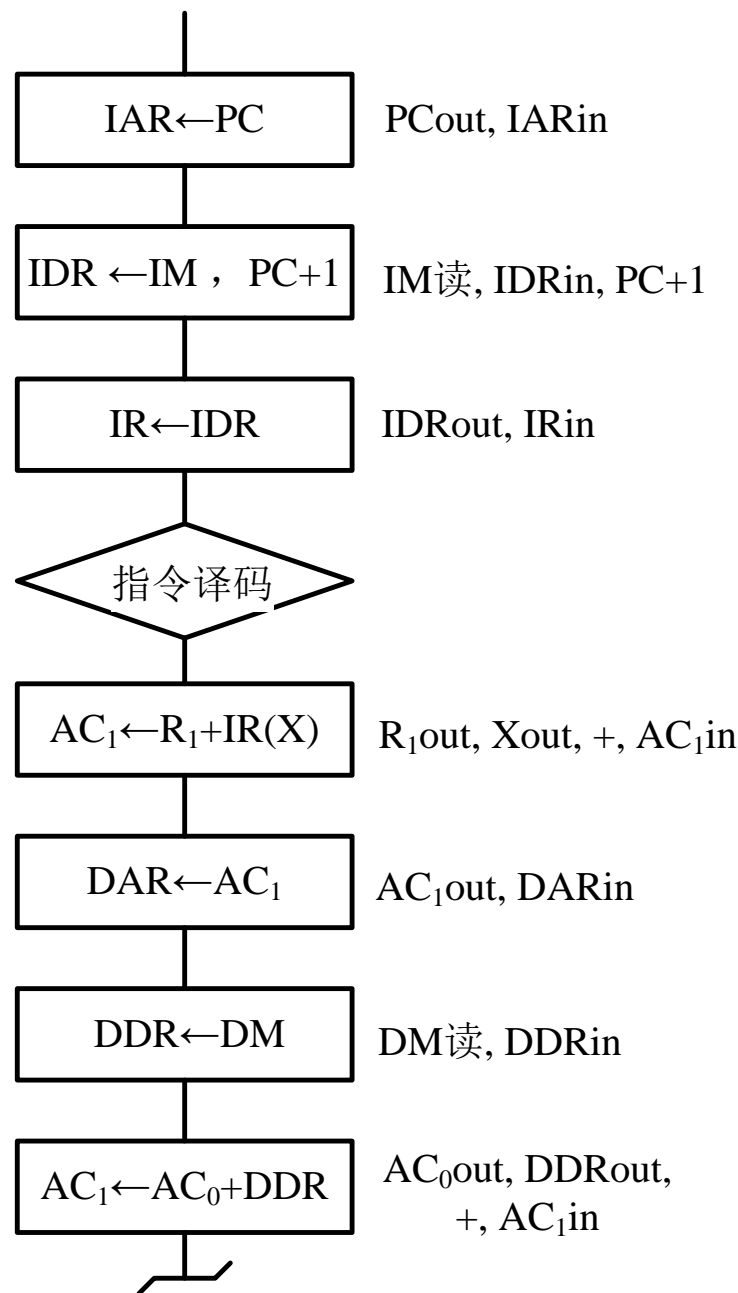 IAR←PC PCout, IARin
IDR ←IM ， PC+1 IM读, IDRin, PC+1
IR←IDR IDRout, IRin
指令译码
AC₁←R₁+IR(X) R₁out, Xout, +, AC₁in
DAR←AC₁ AC₁out, DARin
DDR←DM DM读, DDRin
AC₁←AC₀+DDR AC₀out, DDRout,
+, AC₁in